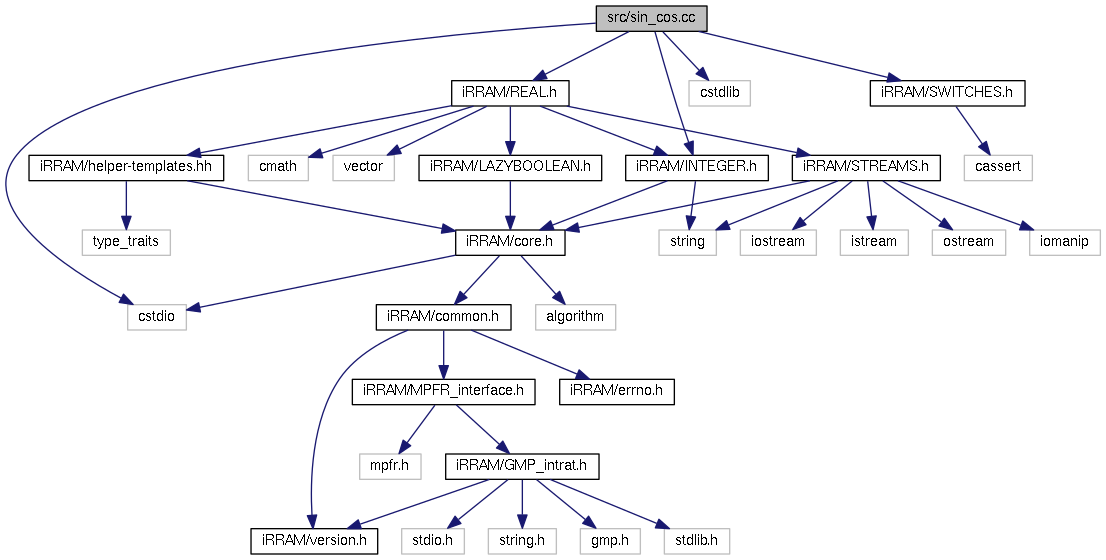 src/sin_cos.cc
iRRAM/REAL.h
cstdlib
iRRAM/SWITCHES.h
iRRAM/helper-templates.hh
cmath
vector
iRRAM/LAZYBOOLEAN.h
iRRAM/INTEGER.h
iRRAM/STREAMS.h
cassert
type_traits
iRRAM/core.h
string
iostream
istream
ostream
iomanip
cstdio
iRRAM/common.h
algorithm
iRRAM/MPFR_interface.h
iRRAM/errno.h
mpfr.h
iRRAM/GMP_intrat.h
iRRAM/version.h
stdio.h
string.h
gmp.h
stdlib.h